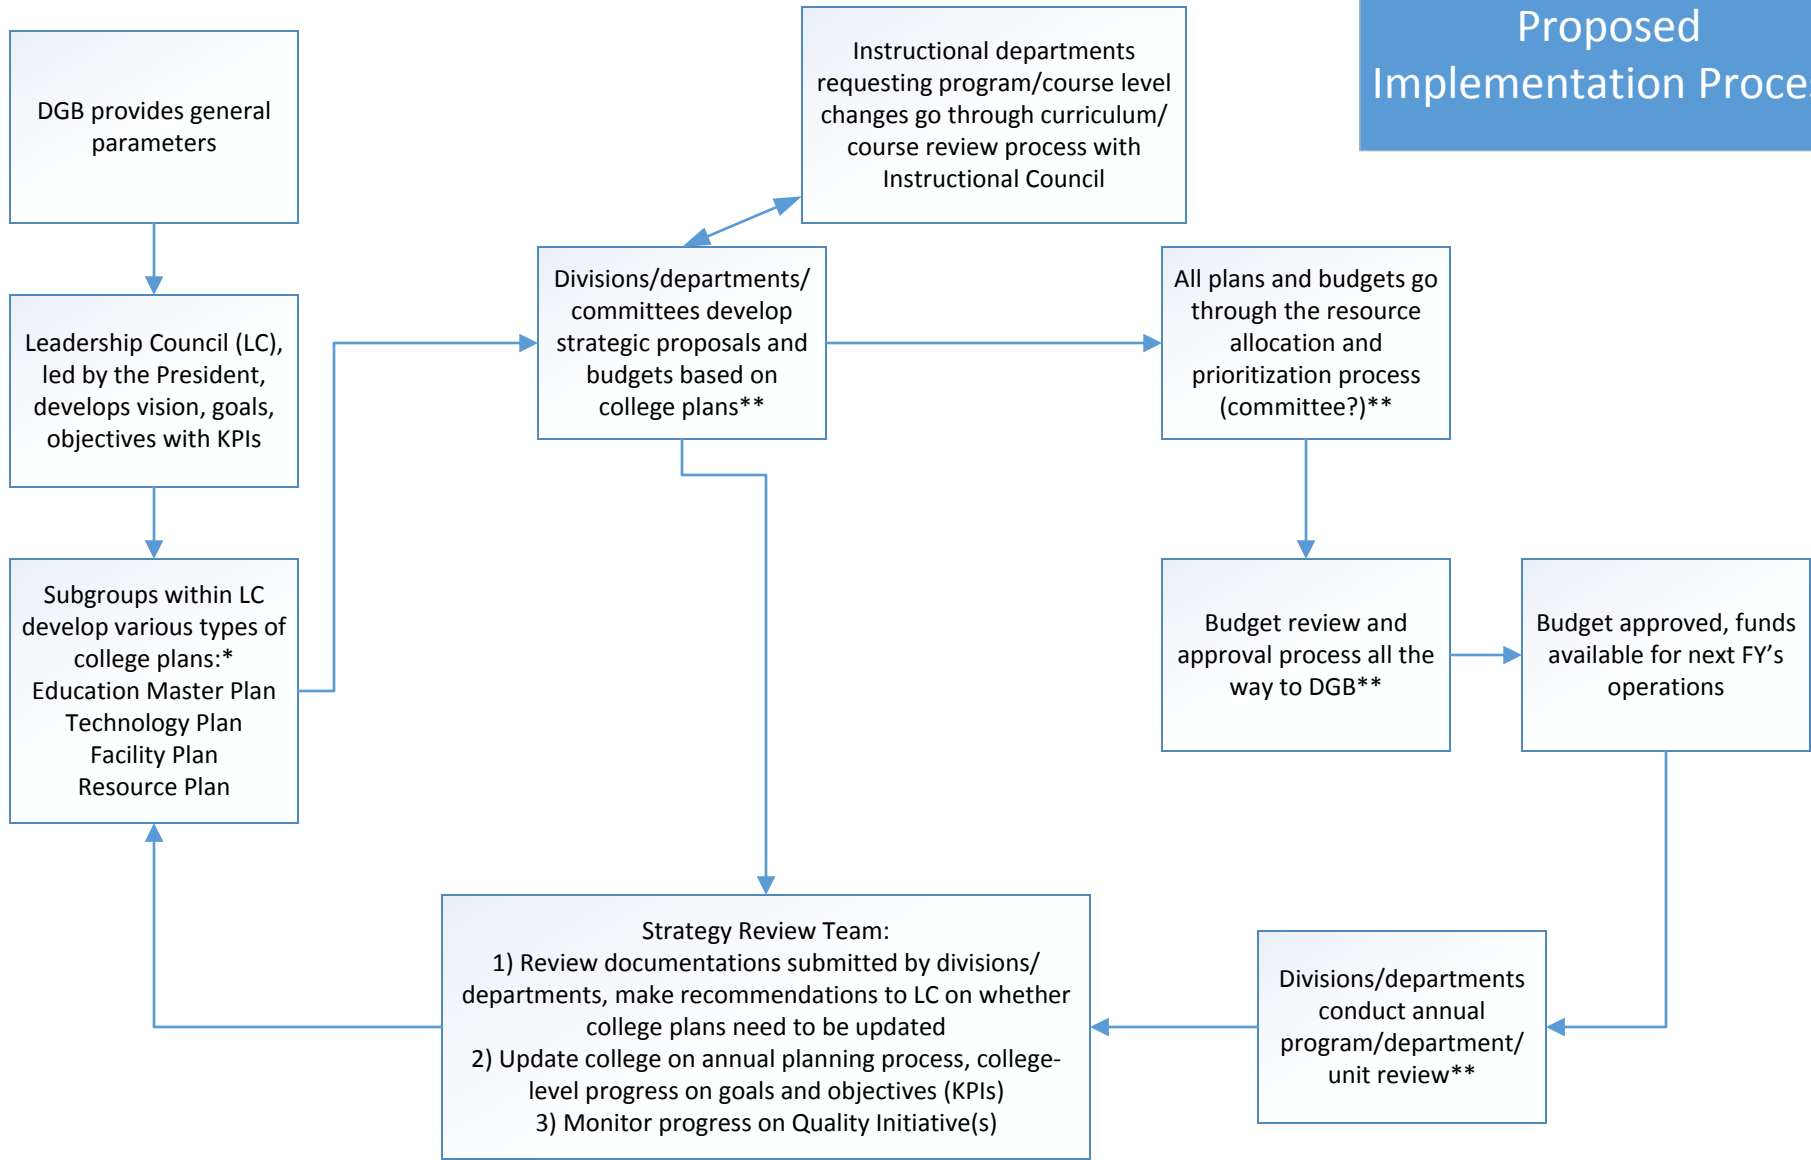 Proposed
Implementation Proces
DGB provides general
parameters
Instructional departments
requesting program/course level
changes go through curriculum/
course review process with
Instructional Council
Leadership Council (LC),
led by the President,
develops vision, goals,
objectives with KPIs
Divisions/departments/
committees develop
strategic proposals and
budgets based on
college plans**
All plans and budgets go
through the resource
allocation and
prioritization process
(committee?)**
Subgroups within LC
develop various types of
college plans:*
Education Master Plan
Technology Plan
Facility Plan
Resource Plan
Budget review and
approval process all the
way to DGB**
Budget approved, funds
available for next FY’s
operations
Strategy Review Team:
1) Review documentations submitted by divisions/
departments, make recommendations to LC on whether
college plans need to be updated
2) Update college on annual planning process, college-
level progress on goals and objectives (KPIs)
3) Monitor progress on Quality Initiative(s)
Divisions/departments
conduct annual
program/department/
unit review**